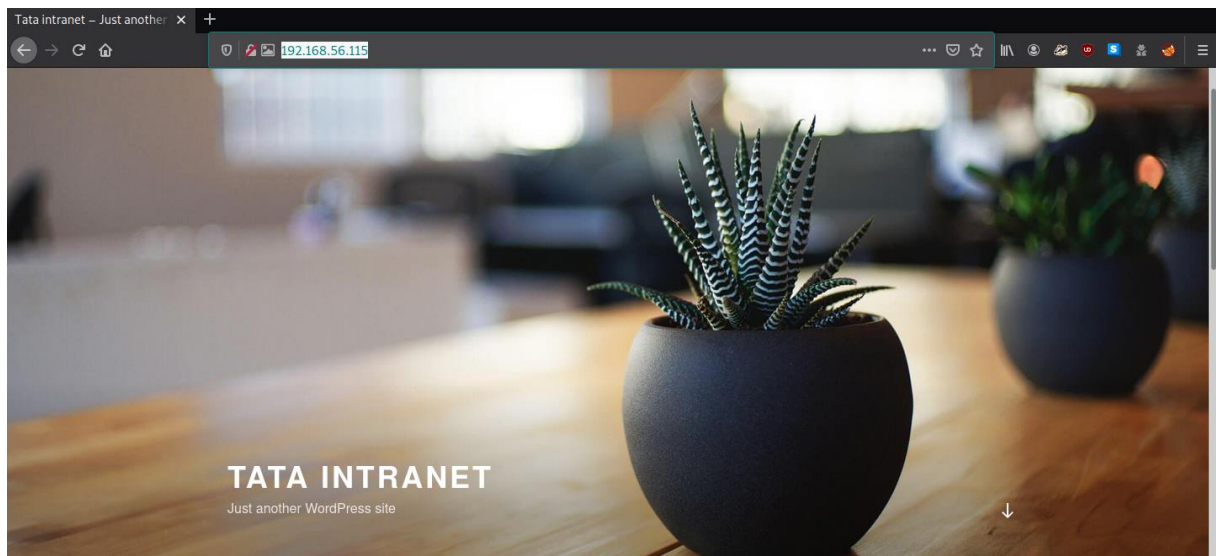 Tata intranet – Just another
192.168.56.115
TATA INTRANET
Just another WordPress site